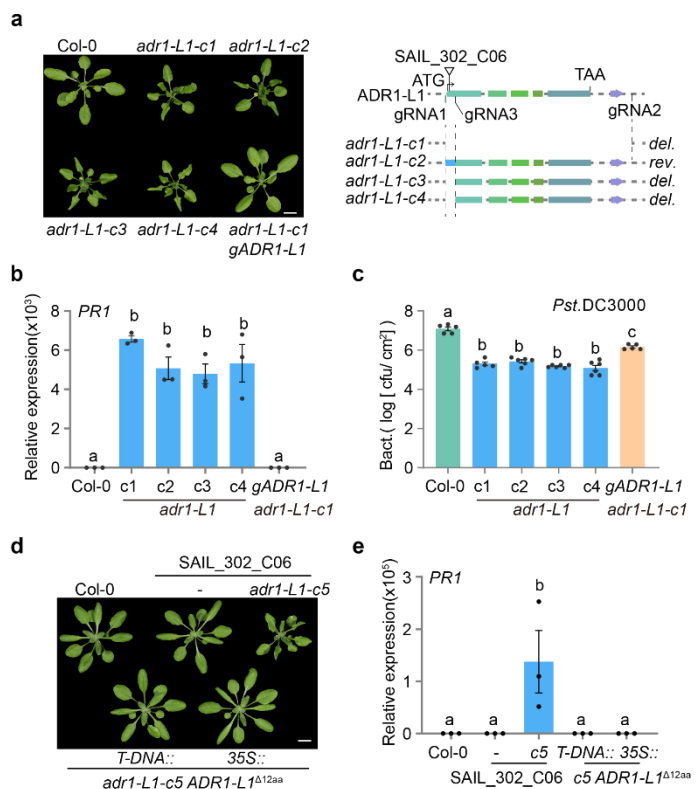 a
Col-0 adr1-L1-c1 adr1-L1-c2
adr1-L1-c3 adr1-L1-c4 adr1-L1-c1
gADR1-L1
SAIL_302_C06
ATG TAA
ADR1-L1
gRNA1 gRNA3 gRNA2
adr1-L1-c1 del.
adr1-L1-c2 rev.
adr1-L1-c3 del.
adr1-L1-c4 del.
b
PR1
Relative expression(x10³)
8
6
4
2
0
a b b b b a
Col-0 c1 c2 c3 c4 gADR1-L1
adr1-L1 adr1-L1-c1
c
Pst.DC3000
Bact.( log [ cfu/ cm²] )
8
6
4
2
0
a b b b b c
Col-0 c1 c2 c3 c4 gADR1-L1
adr1-L1 adr1-L1-c1
d
SAIL_302_C06
Col-0 - adr1-L1-c5
T-DNA:: 35S::
adr1-L1-c5 ADR1-L1Δ12aa
e
PR1
Relative expression(x10⁵)
3
2
1
0
a a b a a
Col-0 - c5 T-DNA:: 35S::
SAIL_302_C06 c5 ADR1-L1Δ12aa